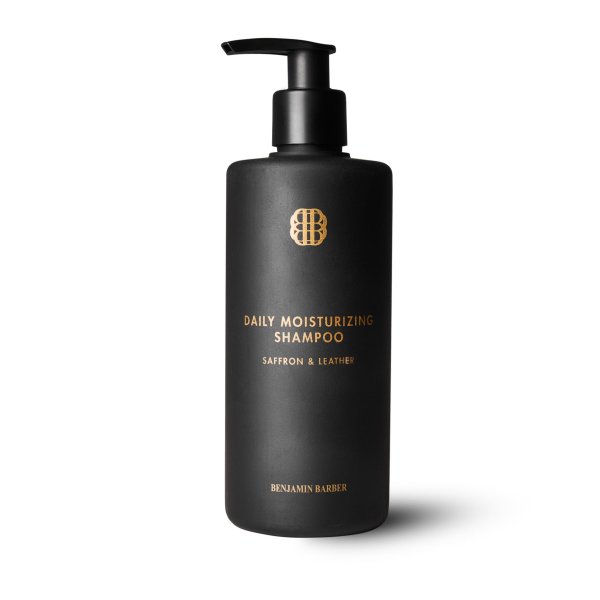 DAILY MOISTURIZING
SHAMPOO
SAFFRON & LEATHER
BENJAMIN BARBER